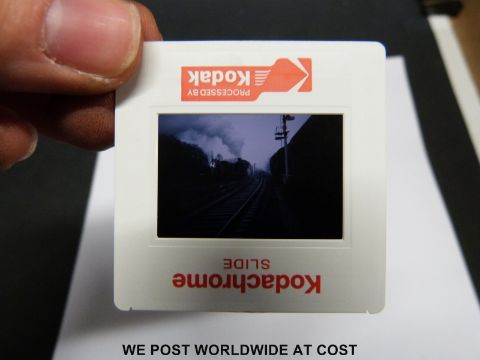 PROCESSED BY
Kodak
Kodachrome
SLIDE
WE POST WORLDWIDE AT COST